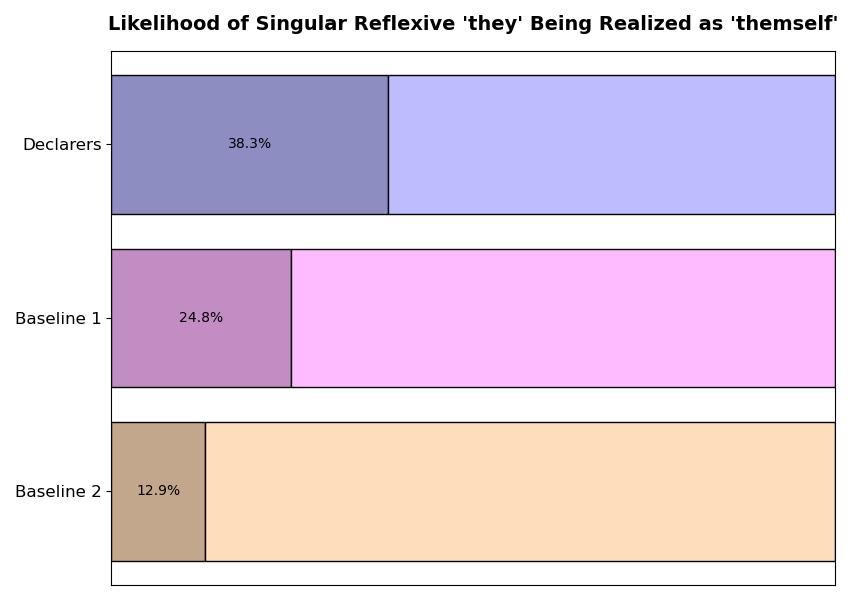 Likelihood of Singular Reflexive 'they' Being Realized as 'themself'
Declarers
38.3%
Baseline 1
24.8%
Baseline 2
12.9%